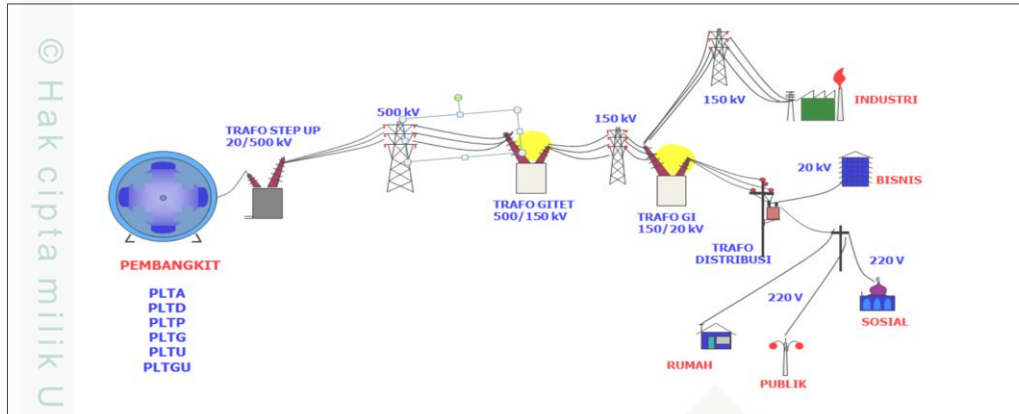 © Hak cipta milik U
TRAFO STEP UP
20/500 kV
500 kV
TRAFO GITET
500/150 kV
150 kV
TRAFO GI
150/20 kV
150 kV
INDUSTRI
20 kV
BISNIS
TRAFO
DISTRIBUSI
220 V
SOSIAL
220 V
RUMAH
PUBLIK
PEMBANGKIT
PLTA
PLTD
PLTP
PLTG
PLTU
PLTGU